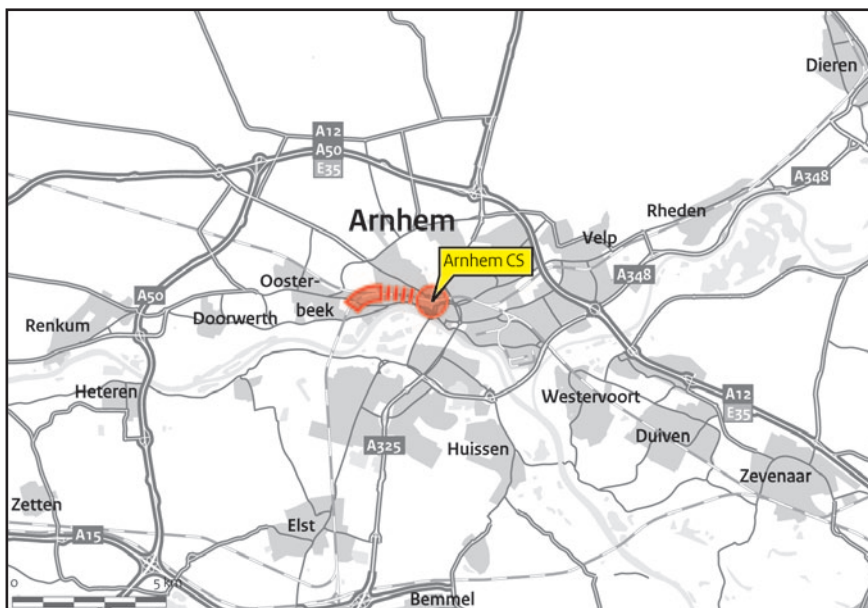 Dieren
A12
A50
E35
A348
Arnhem
Rheden
Velp
Arnhem CS
Ooster-
beek
A348
A50
Renkum
Doorwerth
Heteren
Westervoort
A12
E35
A325
Huissen
Duiven
Zevenaar
Zetten
Elst
A15
0
5 km
Bemmel